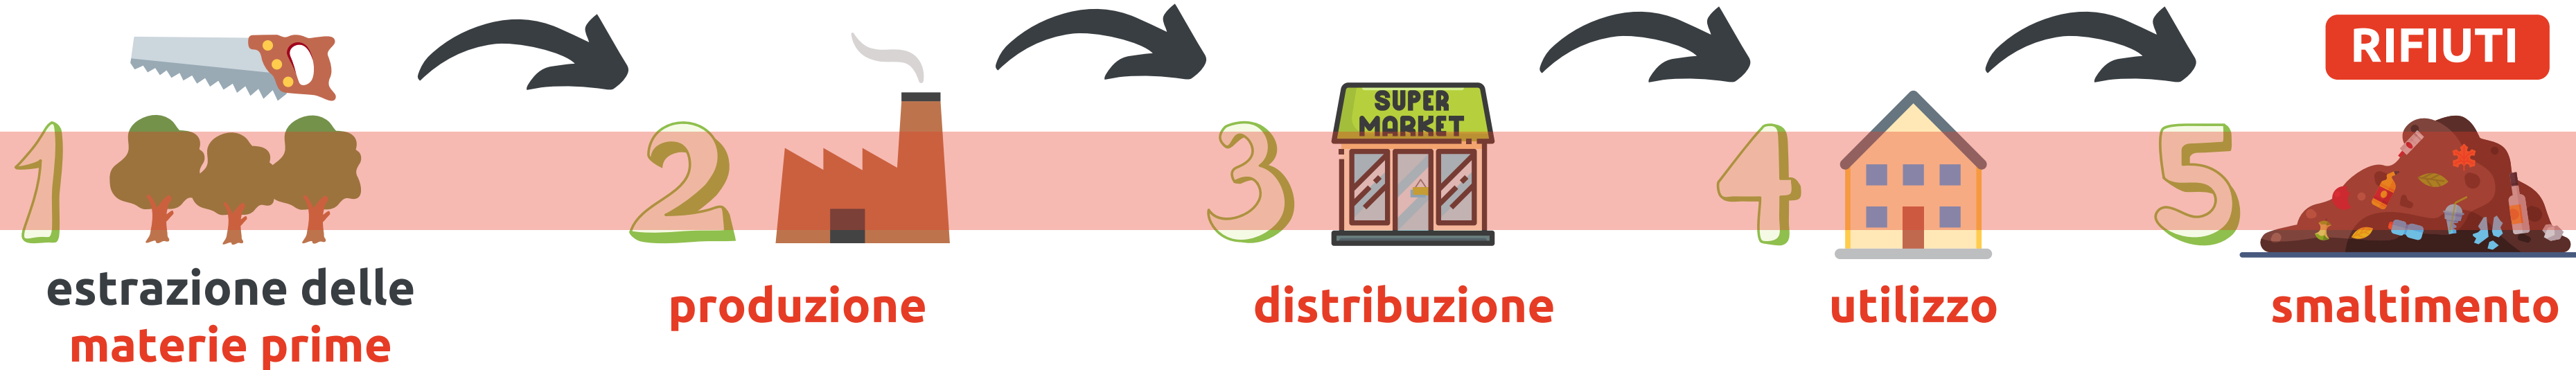 RIFIUTI
SUPER
MARKET
1
2
3
4
5
estrazione delle
materie prime
produzione
distribuzione
utilizzo
smaltimento